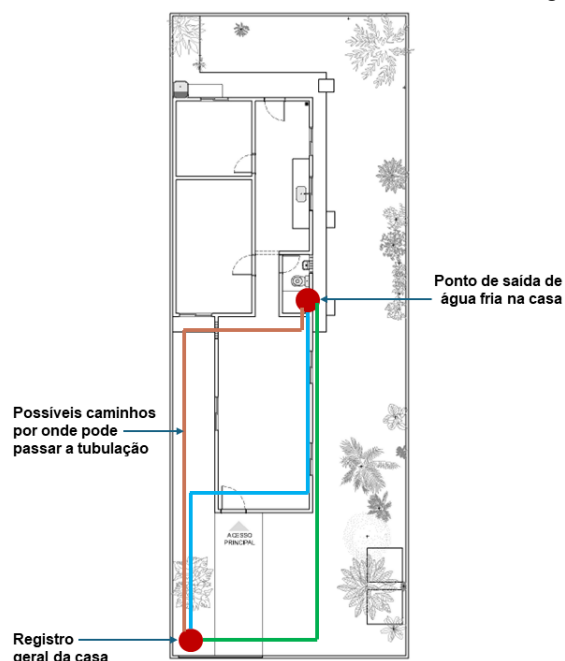 Ponto de saída de
água fria na casa
Possíveis caminhos
por onde pode
passar a tubulação
ACESSO
PRINCIPAL
Registro
geral da casa